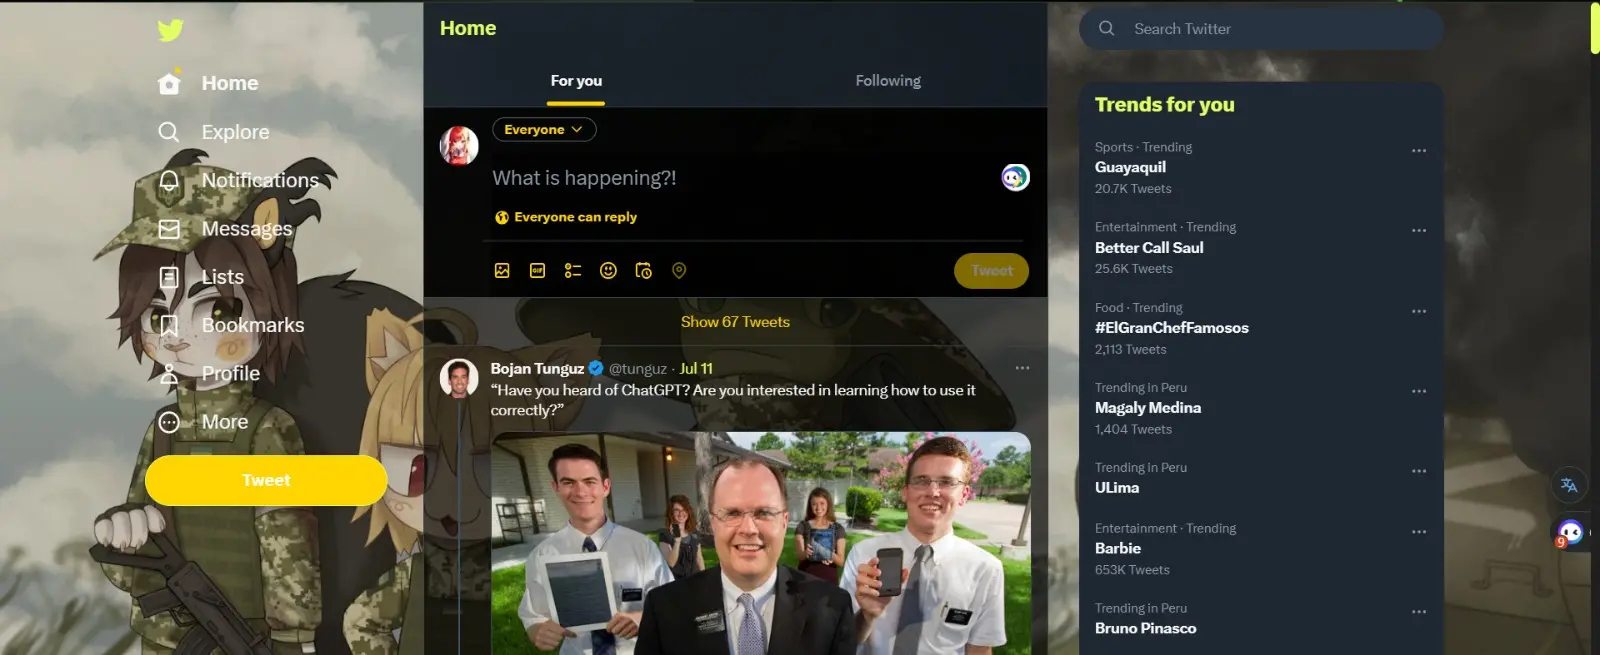 Home
Explore
Notifications
Messages
Lists
Bookmarks
Profile
More
Tweet
Home
For you
Following
Everyone
What is happening?!
Everyone can reply
GIF
Tweet
Show 67 Tweets
Bojan Tunguz @tunguz · Jul 11
“Have you heard of ChatGPT? Are you interested in learning how to use it
correctly?”
Search Twitter
Trends for you
Sports · Trending
Guayaquil
20.7K Tweets
Entertainment · Trending
Better Call Saul
25.6K Tweets
Food · Trending
#ElGranChefFamosos
2,113 Tweets
Trending in Peru
Magaly Medina
1,404 Tweets
Trending in Peru
ULima
Entertainment · Trending
Barbie
653K Tweets
Trending in Peru
Bruno Pinasco
9